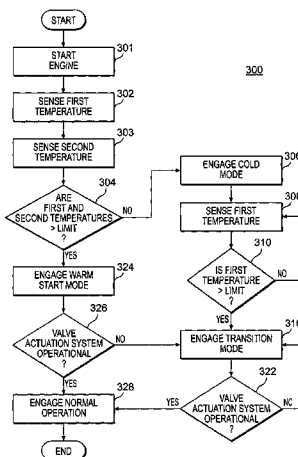 START
301
START
ENGINE
302
SENSE FIRST
TEMPERATURE
303
SENSE SECOND
TEMPERATURE
304
ARE
FIRST AND
SECOND TEMPERATURES
> LIMIT
?
NO
YES
324
ENGAGE WARM
START MODE
326
VALVE
ACTUATION SYSTEM
OPERATIONAL
?
NO
YES
328
ENGAGE NORMAL
OPERATION
END
300
306
ENGAGE COLD
MODE
308
SENSE FIRST
TEMPERATURE
310
IS FIRST
TEMPERATURE
> LIMIT
?
YES
316
ENGAGE TRANSITION
MODE
322
VALVE
ACTUATION SYSTEM
OPERATIONAL
?
YES